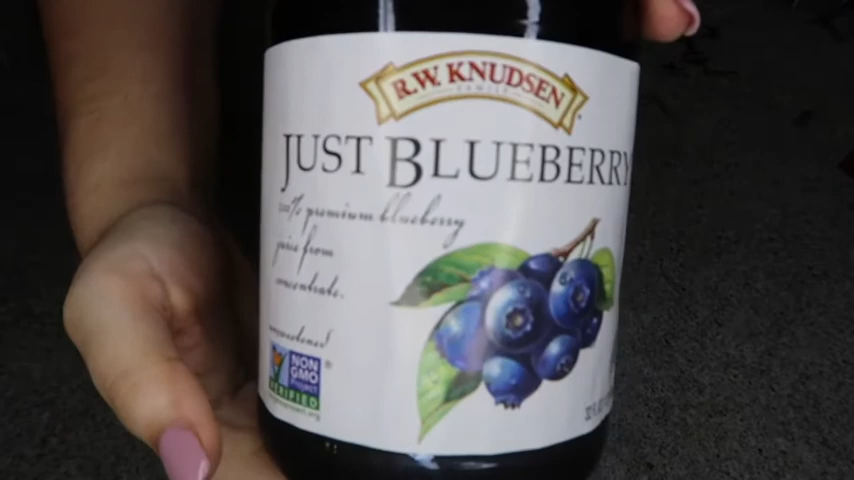 R.W. KNUDSEN
FAMILY
JUST BLUEBERRY
100% premium blueberry
juice from
concentrate.
unsweetened
NON
GMO
Project
VERIFIED